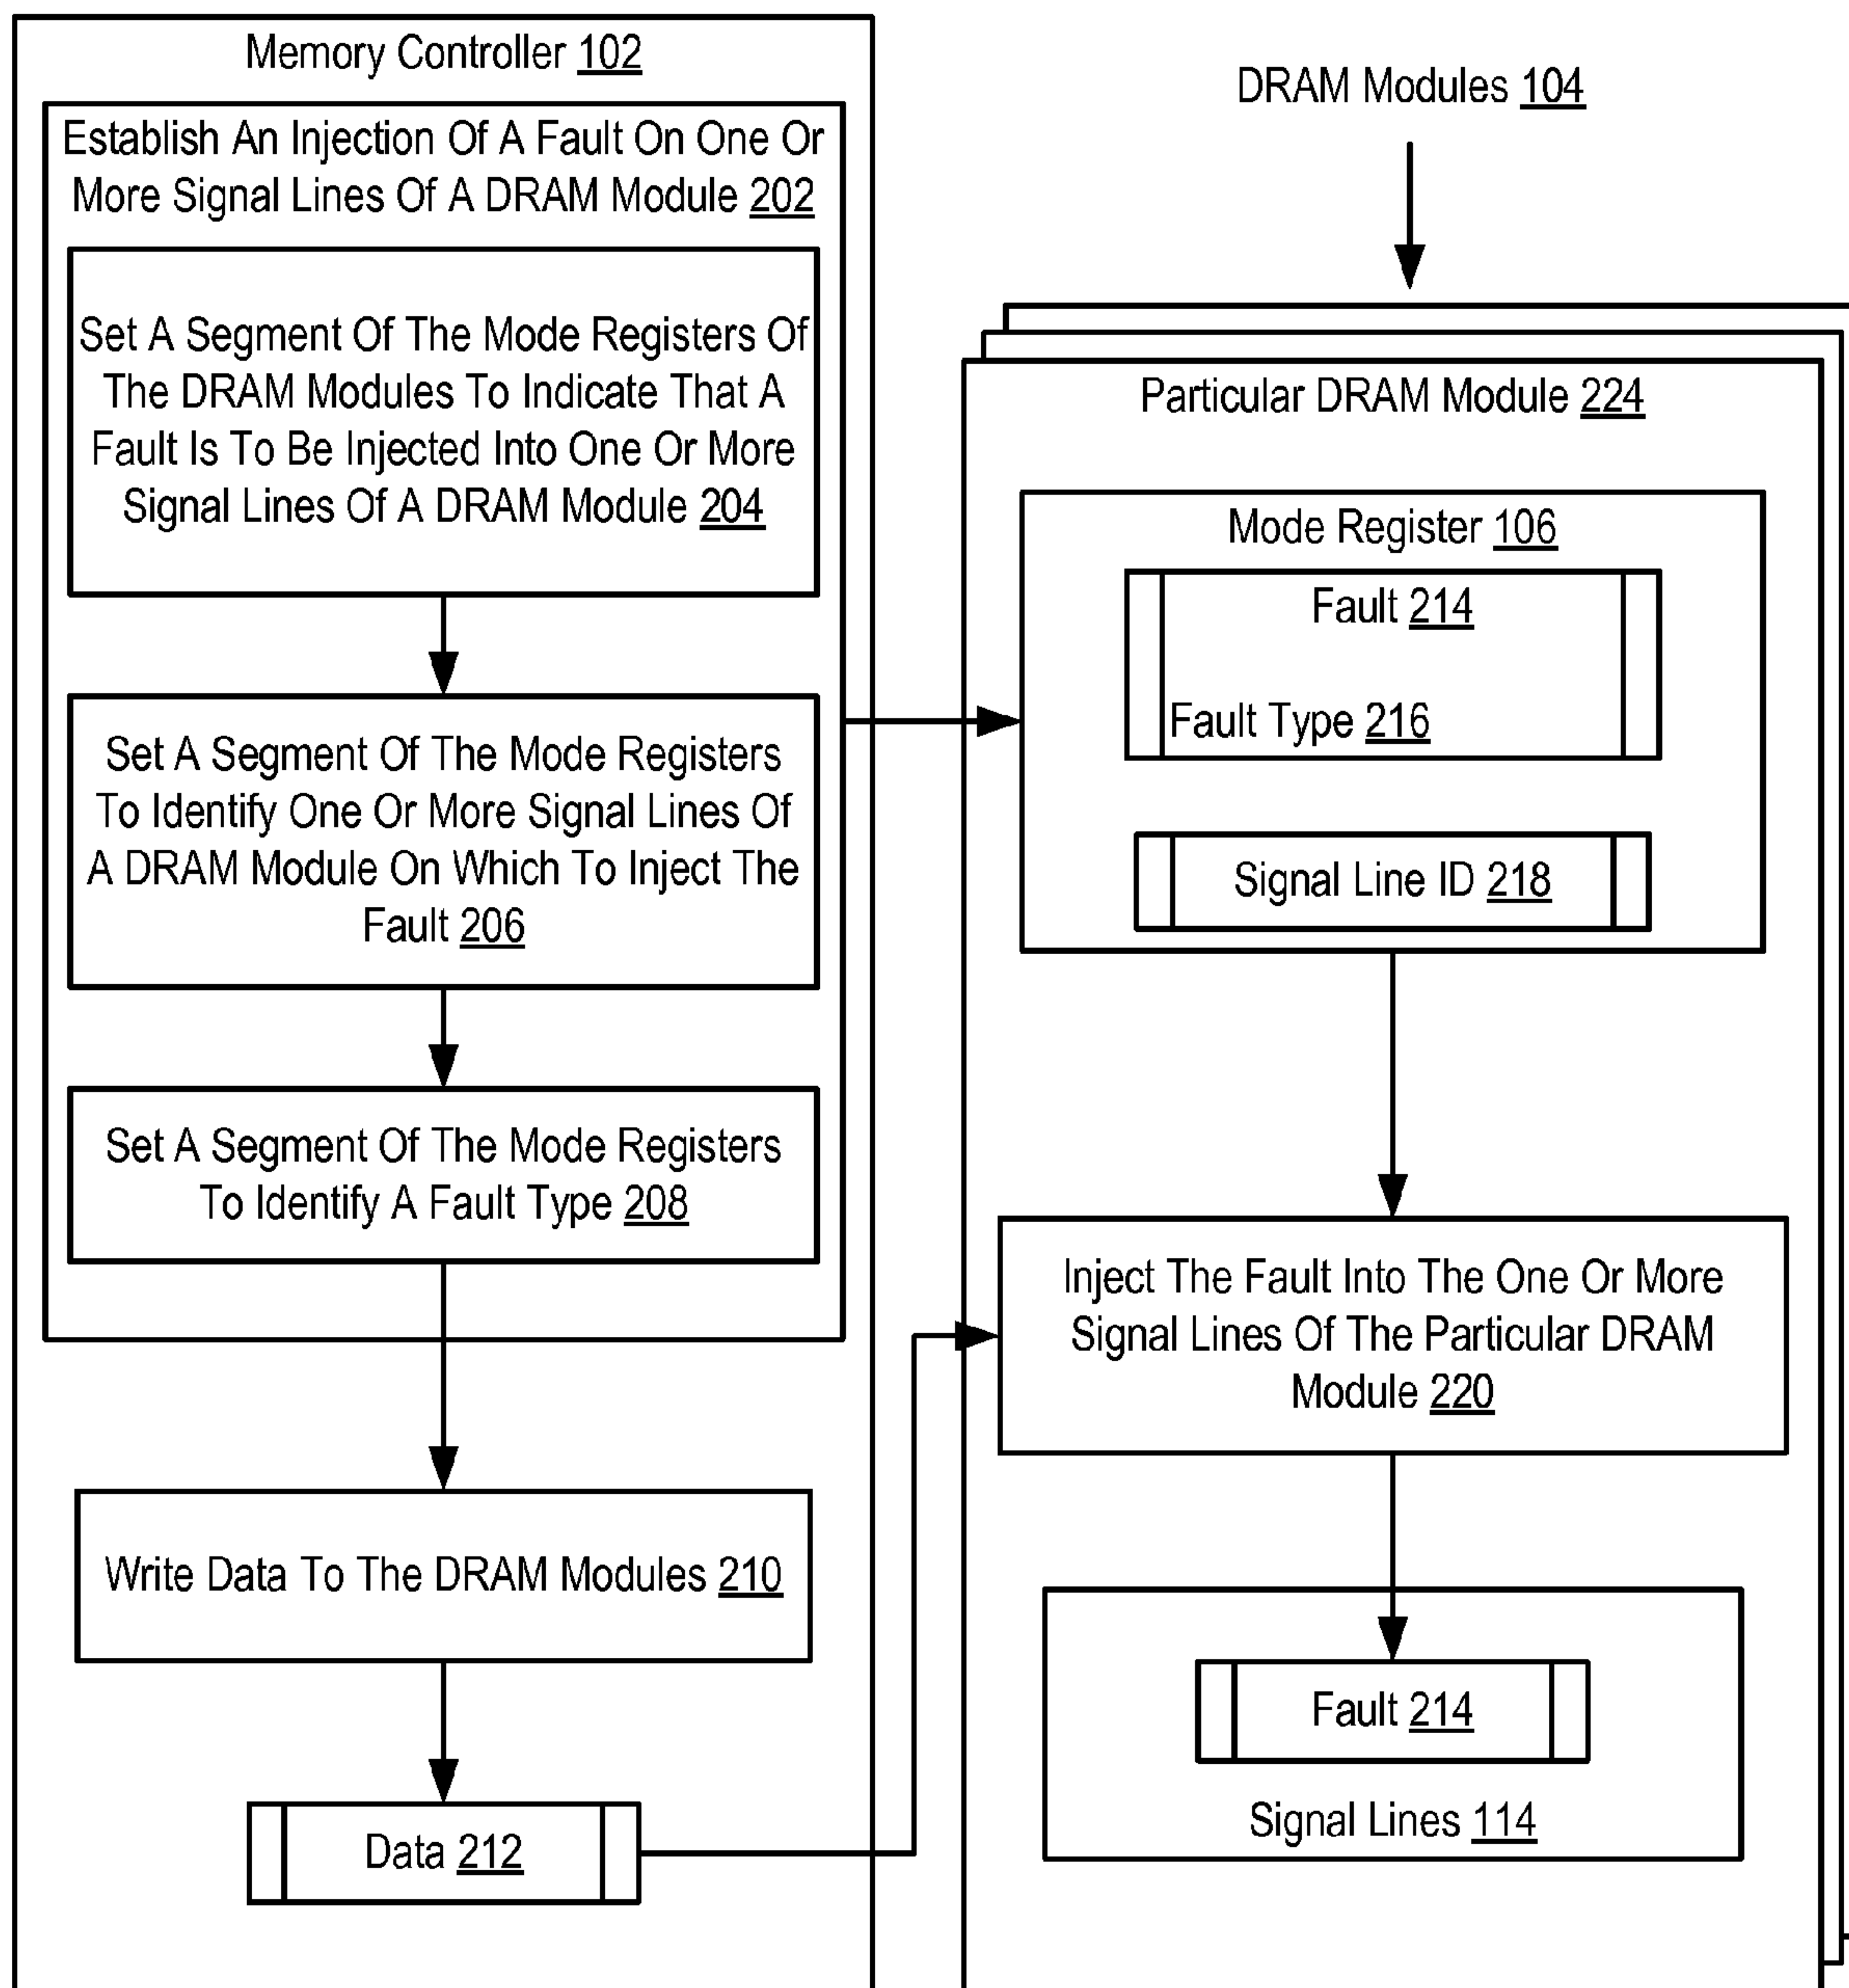 Memory Controller 102
Establish An Injection Of A Fault On One Or
More Signal Lines Of A DRAM Module 202
Set A Segment Of The Mode Registers Of
The DRAM Modules To Indicate That A
Fault Is To Be Injected Into One Or More
Signal Lines Of A DRAM Module 204
Set A Segment Of The Mode Registers
To Identify One Or More Signal Lines Of
A DRAM Module On Which To Inject The
Fault 206
Set A Segment Of The Mode Registers
To Identify A Fault Type 208
Write Data To The DRAM Modules 210
Data 212
DRAM Modules 104
Particular DRAM Module 224
Mode Register 106
Fault 214
Fault Type 216
Signal Line ID 218
Inject The Fault Into The One Or More
Signal Lines Of The Particular DRAM
Module 220
Fault 214
Signal Lines 114